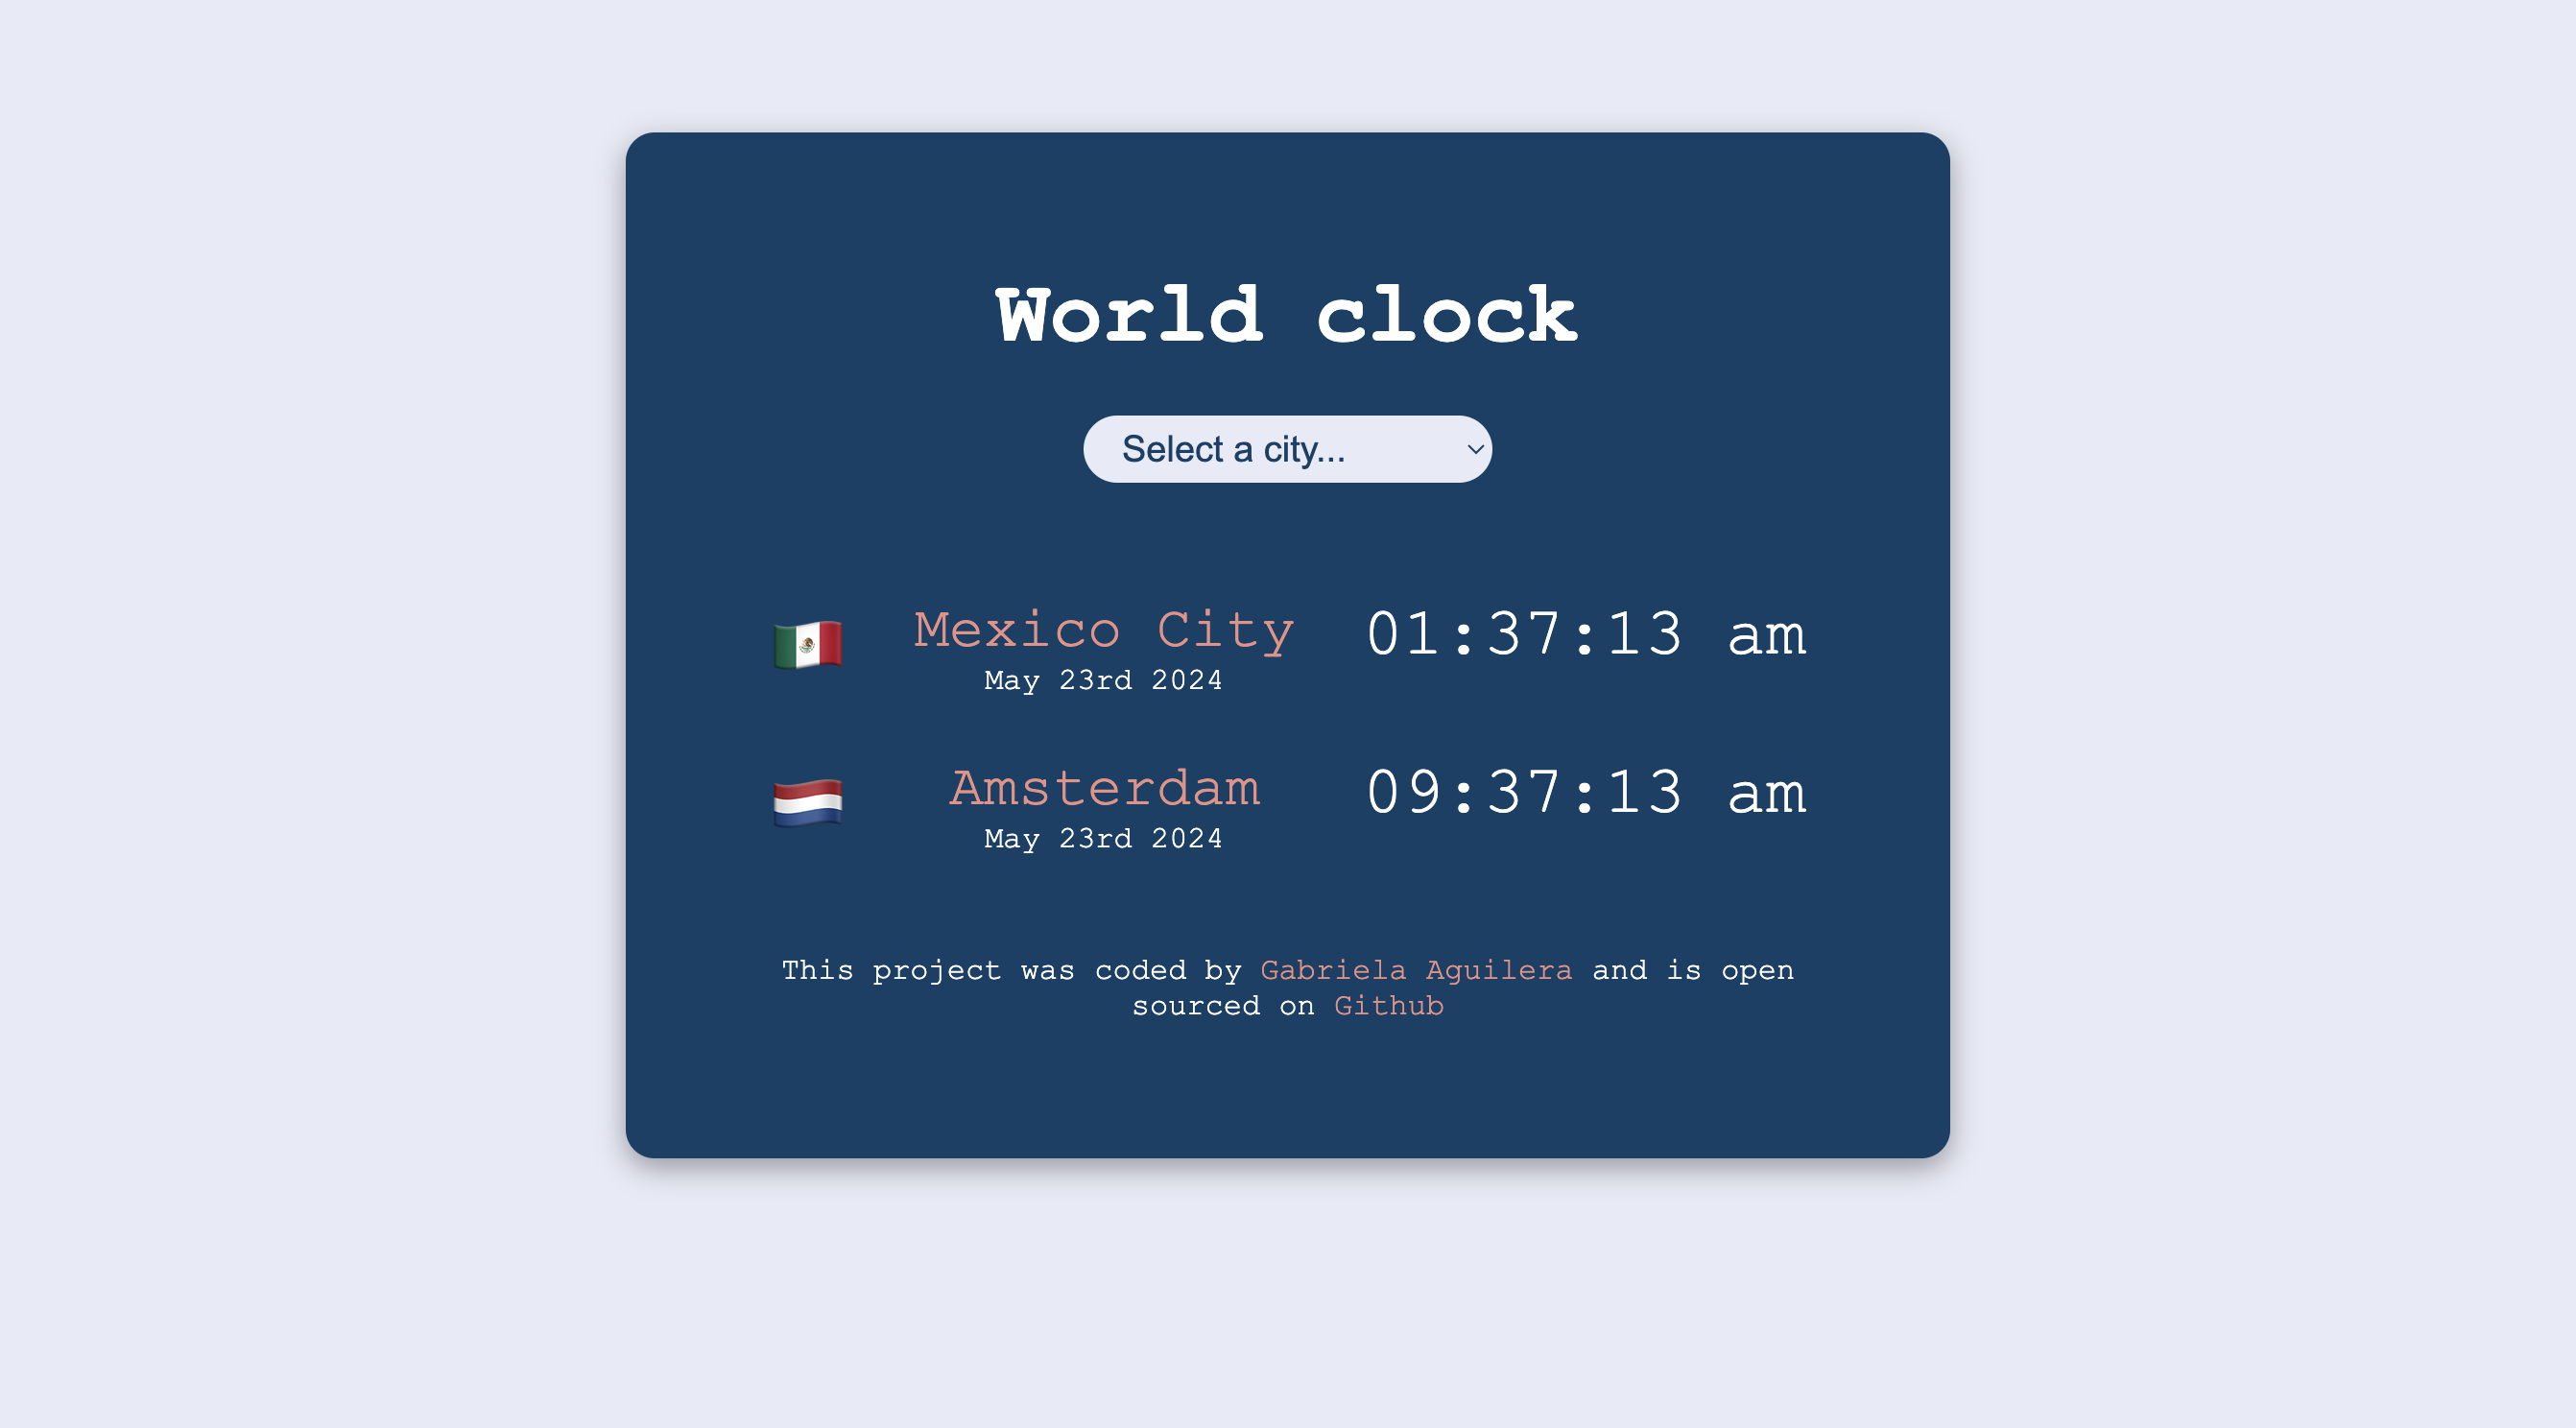 World clock
Select a city...
Mexico City 01:37:13 am
May 23rd 2024
Amsterdam 09:37:13 am
May 23rd 2024
This project was coded by Gabriela Aguilera and is open
sourced on Github